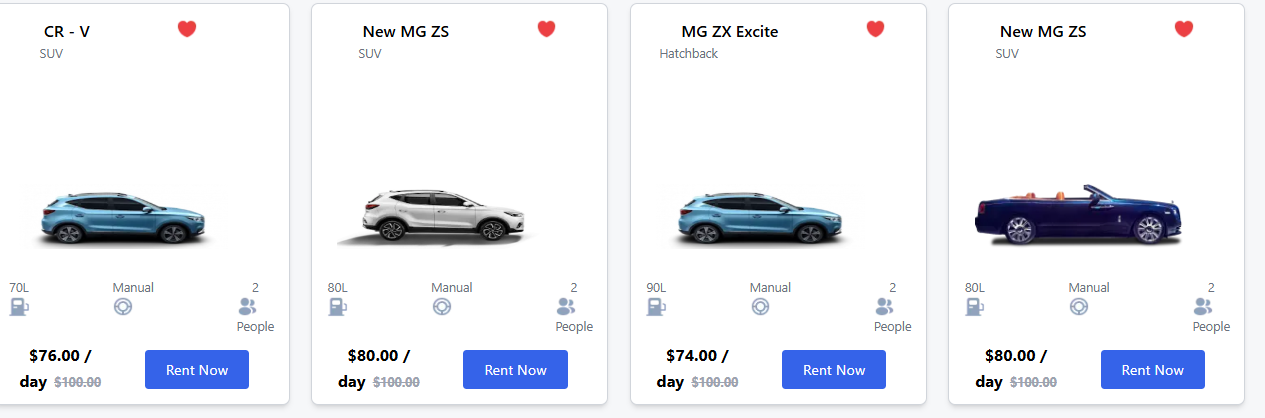 CR - V
SUV
70L
Manual
2
People
$76.00 /
day $100.00
Rent Now
New MG ZS
SUV
80L
Manual
2
People
$80.00 /
day $100.00
Rent Now
MG ZX Excite
Hatchback
90L
Manual
2
People
$74.00 /
day $100.00
Rent Now
New MG ZS
SUV
80L
Manual
2
People
$80.00 /
day $100.00
Rent Now